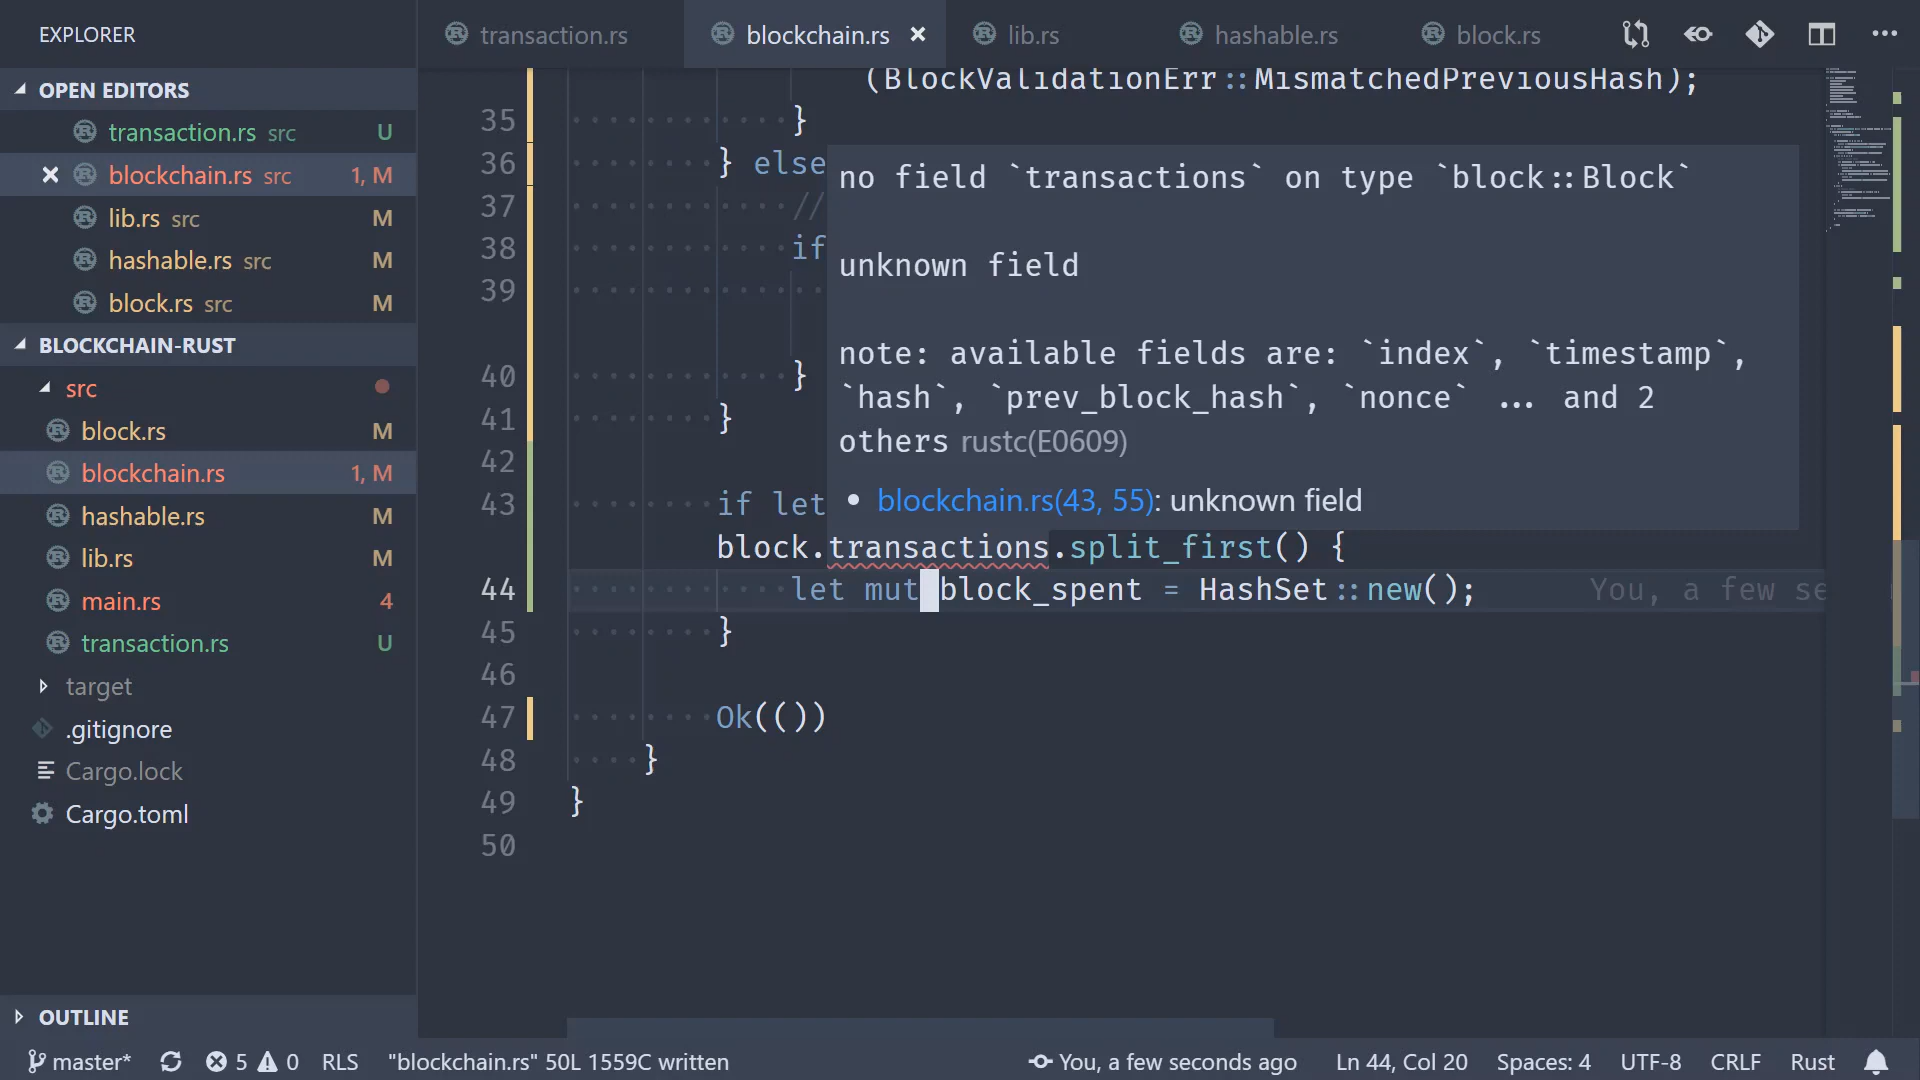 EXPLORER
transaction.rs
blockchain.rs
lib.rs
hashable.rs
block.rs
OPEN EDITORS
transaction.rs src U
blockchain.rs src 1, M
lib.rs src M
hashable.rs src M
block.rs src M
BLOCKCHAIN-RUST
src
block.rs M
blockchain.rs 1, M
hashable.rs M
lib.rs M
main.rs 4
transaction.rs U
target
.gitignore
Cargo.lock
Cargo.toml
OUTLINE
(BlockValidationErr::MismatchedPreviousHash);
35 }
36 } else
37 //
38 if
39
40 }
41 }
42
43 if let
block.transactions.split_first() {
44 let mut block_spent = HashSet::new(); You, a few se
45 }
46
47 Ok(())
48 }
49 }
50
no field `transactions` on type `block::Block`
unknown field
note: available fields are: `index`, `timestamp`,
`hash`, `prev_block_hash`, `nonce` ... and 2
others rustc(E0609)
• blockchain.rs(43, 55): unknown field
master* 5 0 RLS "blockchain.rs" 50L 1559C written You, a few seconds ago Ln 44, Col 20 Spaces: 4 UTF-8 CRLF Rust